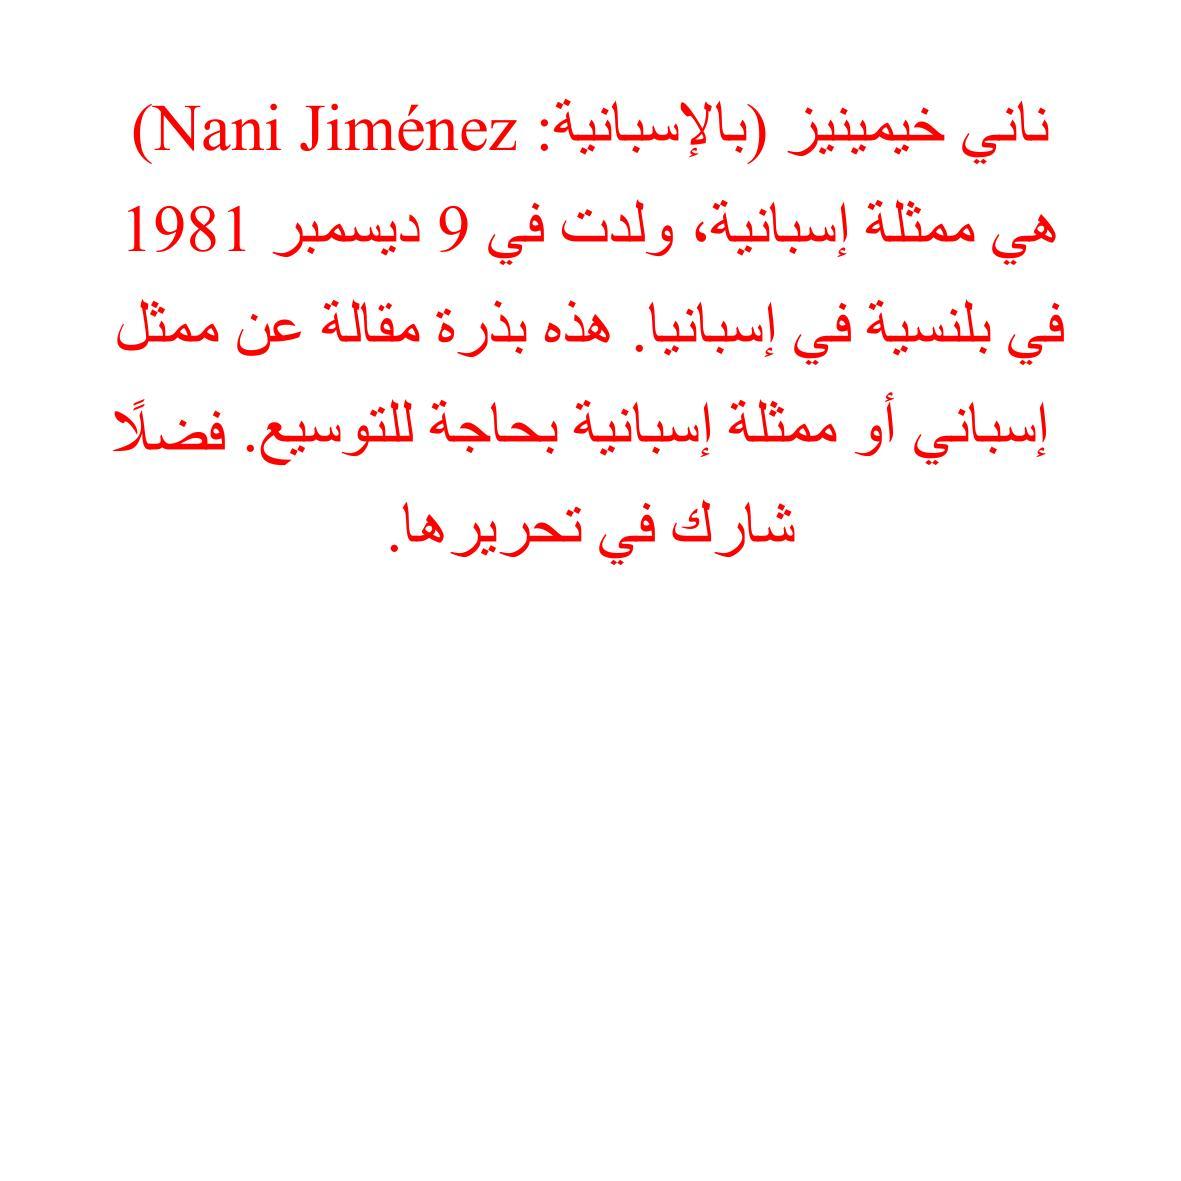 ناني خيمينيز (بالإسبانية: Nani Jiménez)
هي ممثلة إسبانية، ولدت في 9 ديسمبر 1981
في بلنسية في إسبانيا. هذه بذرة مقالة عن ممثل
إسباني أو ممثلة إسبانية بحاجة للتوسيع. فضلًا
شارك في تحريرها.